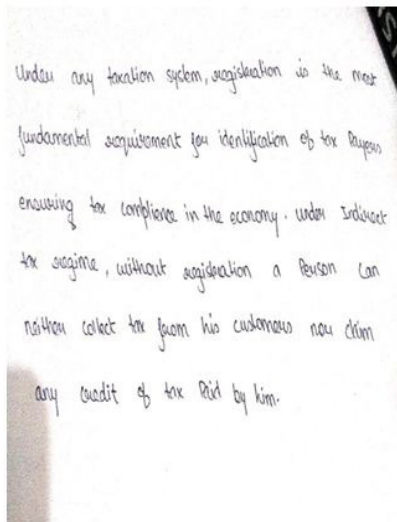 under any taxation system, registration is the most
fundamental requirement for identification of tax Payers
ensuring tax complience in the economy. under Indirect
tax regime, without registration a Person Can
neither collect tax from his customers nor claim
any credit of tax Paid by him.